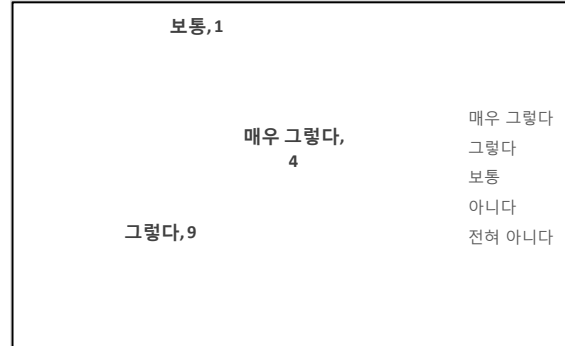 보통, 1
매우 그렇다,
4
그렇다, 9
매우 그렇다
그렇다
보통
아니다
전혀 아니다